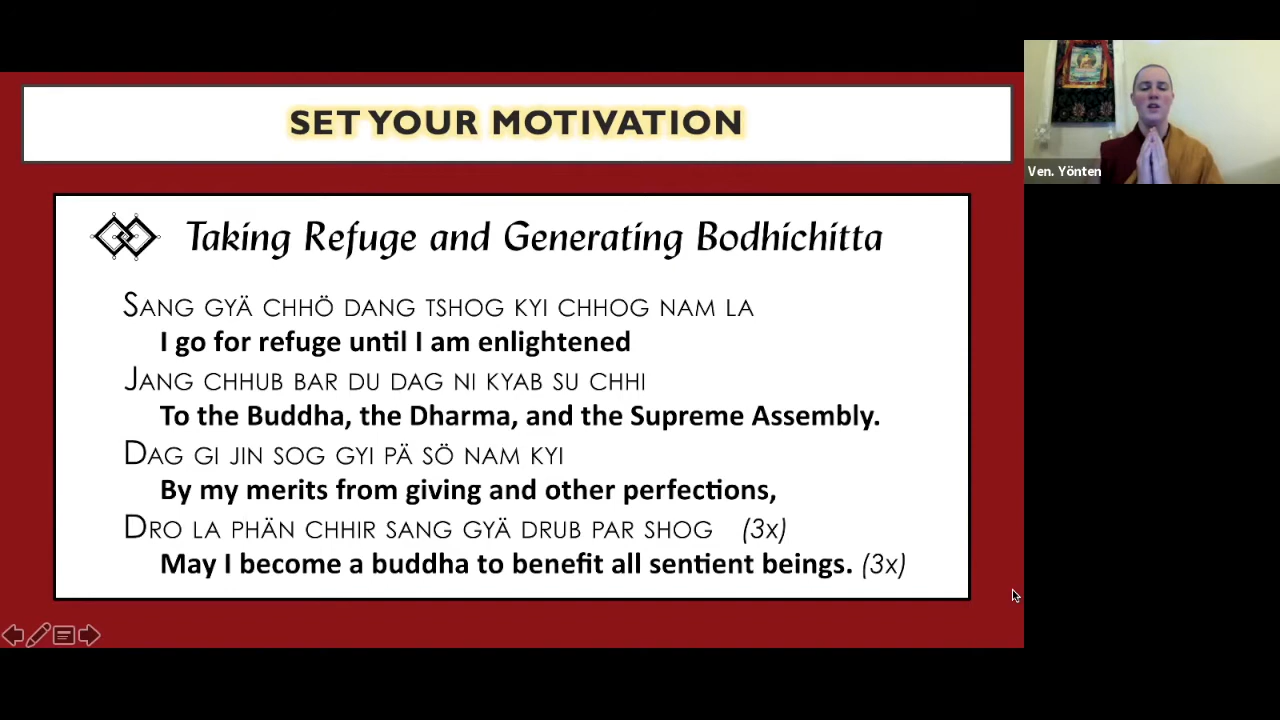 SET YOUR MOTIVATION
Taking Refuge and Generating Bodhichitta
SANG GYÄ CHHÖ DANG TSHOG KYI CHHOG NAM LA
I go for refuge until I am enlightened
JANG CHHUB BAR DU DAG NI KYAB SU CHHI
To the Buddha, the Dharma, and the Supreme Assembly.
DAG GI JIN SOG GYI PÄ SÖ NAM KYI
By my merits from giving and other perfections,
DRO LA PHÄN CHHIR SANG GYÄ DRUB PAR SHOG (3x)
May I become a buddha to benefit all sentient beings. (3x)
Ven. Yönten